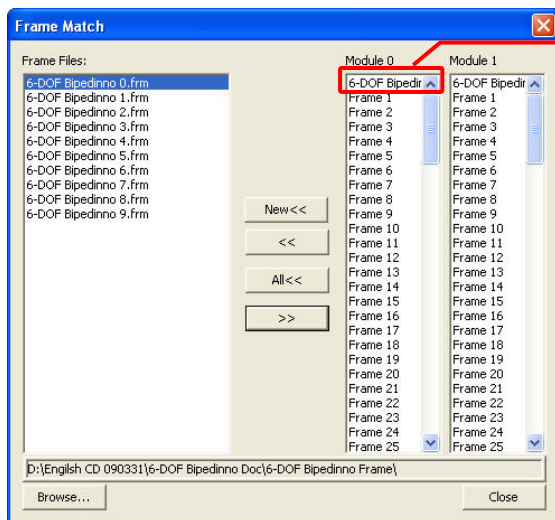 Frame Match
Frame Files:
6-DOF Bipedinno 0.frm
6-DOF Bipedinno 1.frm
6-DOF Bipedinno 2.frm
6-DOF Bipedinno 3.frm
6-DOF Bipedinno 4.frm
6-DOF Bipedinno 5.frm
6-DOF Bipedinno 6.frm
6-DOF Bipedinno 7.frm
6-DOF Bipedinno 8.frm
6-DOF Bipedinno 9.frm
New<<
<<
All<<
>>
Module 0
6-DOF Bipedir
Frame 1
Frame 2
Frame 3
Frame 4
Frame 5
Frame 6
Frame 7
Frame 8
Frame 9
Frame 10
Frame 11
Frame 12
Frame 13
Frame 14
Frame 15
Frame 16
Frame 17
Frame 18
Frame 19
Frame 20
Frame 21
Frame 22
Frame 23
Frame 24
Frame 25
Module 1
6-DOF Bipedir
Frame 1
Frame 2
Frame 3
Frame 4
Frame 5
Frame 6
Frame 7
Frame 8
Frame 9
Frame 10
Frame 11
Frame 12
Frame 13
Frame 14
Frame 15
Frame 16
Frame 17
Frame 18
Frame 19
Frame 20
Frame 21
Frame 22
Frame 23
Frame 24
Frame 25
D:\Engilsh CD 090331\6-DOF Bipedinno Doc\6-DOF Bipedinno Frame\
Browse...
Close